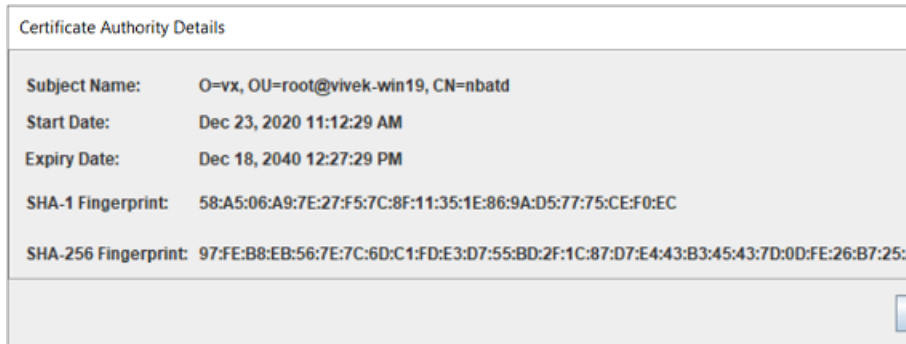 Certificate Authority Details
Subject Name: O=vx, OU=root@vivek-win19, CN=nbatd
Start Date: Dec 23, 2020 11:12:29 AM
Expiry Date: Dec 18, 2040 12:27:29 PM
SHA-1 Fingerprint: 58:A5:06:A9:7E:27:F5:7C:8F:11:35:1E:86:9A:D5:77:75:CE:F0:EC
SHA-256 Fingerprint: 97:FE:B8:EB:56:7E:7C:6D:C1:FD:E3:D7:55:BD:2F:1C:87:D7:E4:43:B3:45:43:7D:0D:FE:26:B7:25: